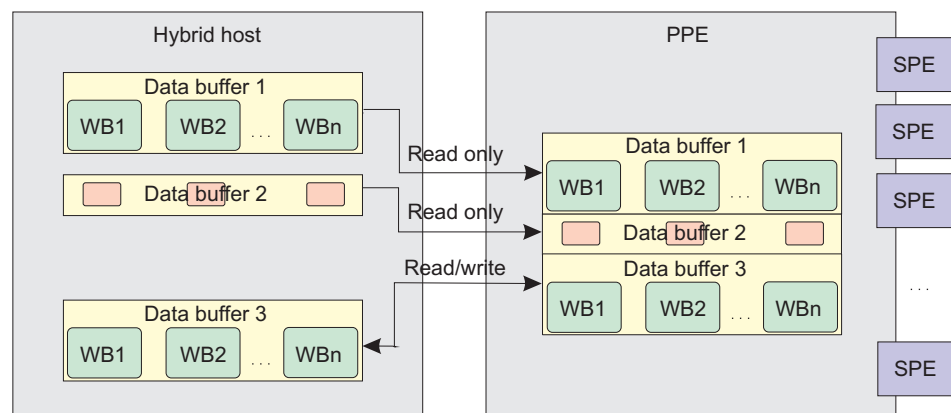 Hybrid host
Data buffer 1
WB1 WB2 ... WBn
Data buffer 2
Data buffer 3
WB1 WB2 ... WBn
Read only
Read only
Read/write
PPE
Data buffer 1
WB1 WB2 ... WBn
Data buffer 2
Data buffer 3
WB1 WB2 ... WBn
SPE
SPE
SPE
...
SPE